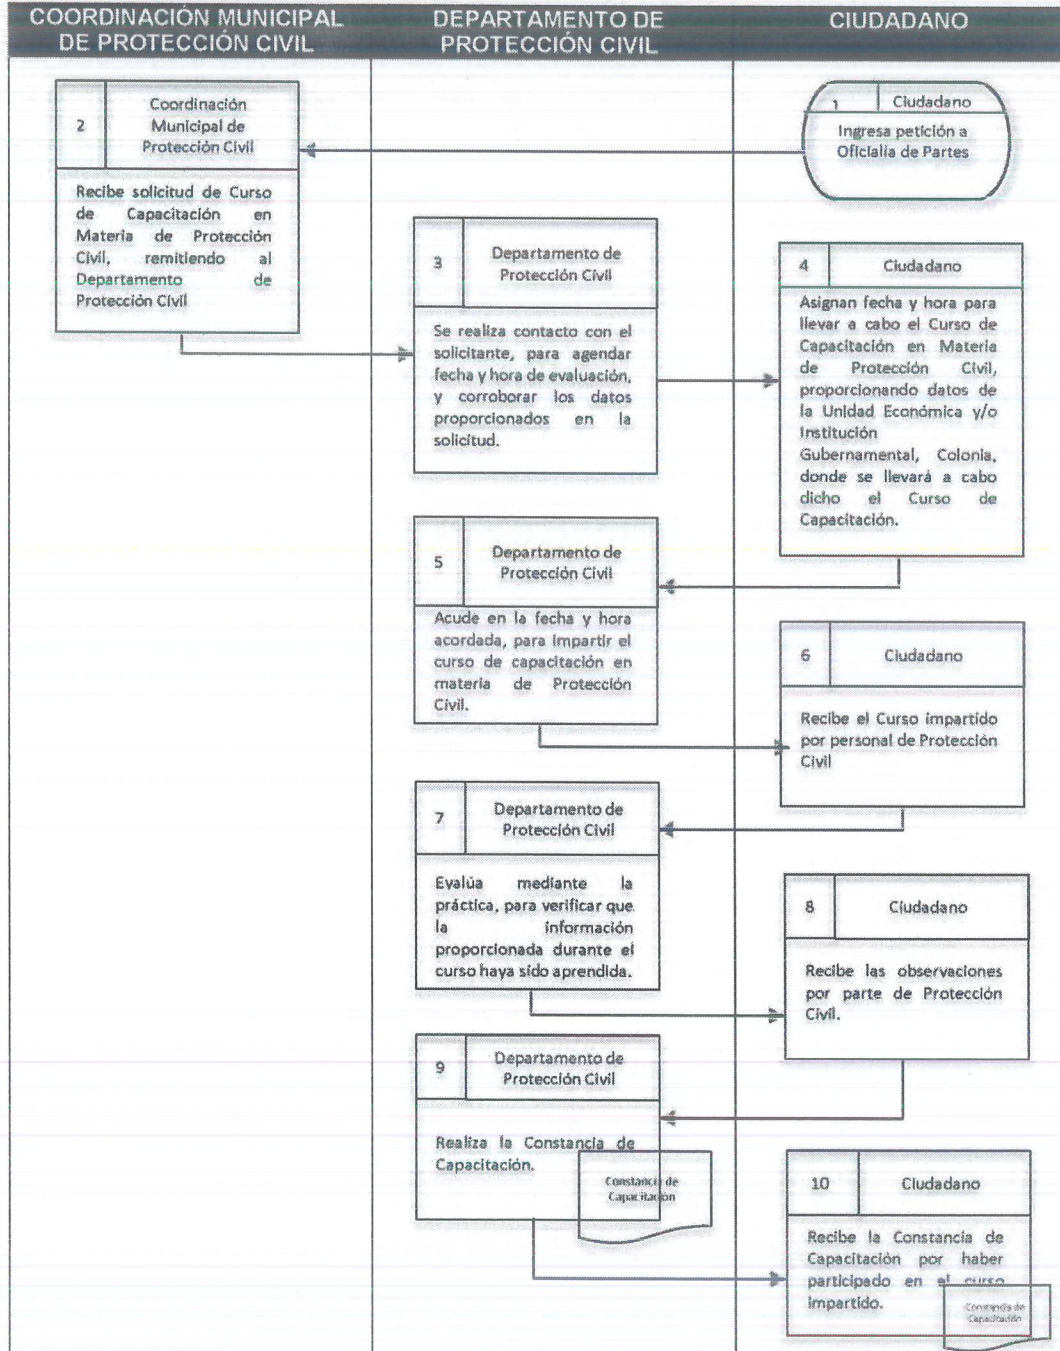 COORDINACIÓN MUNICIPAL
DE PROTECCIÓN CIVIL
DEPARTAMENTO DE
PROTECCIÓN CIVIL
CIUDADANO
1
Ciudadano
Ingresa petición a
Oficialía de Partes
2
Coordinación
Municipal de
Protección Civil
Recibe solicitud de Curso
de Capacitación en
Materia de Protección
Civil, remitiendo al
Departamento de
Protección Civil
3
Departamento de
Protección Civil
Se realiza contacto con el
solicitante, para agendar
fecha y hora de evaluación,
y corroborar los datos
proporcionados en la
solicitud.
4
Ciudadano
Asignan fecha y hora para
llevar a cabo el Curso de
Capacitación en Materia
de Protección Civil,
proporcionando datos de
la Unidad Económica y/o
Institución
Gubernamental, Colonia,
donde se llevará a cabo
dicho el Curso de
Capacitación.
5
Departamento de
Protección Civil
Acude en la fecha y hora
acordada, para impartir el
curso de capacitación en
materia de Protección
Civil.
6
Ciudadano
Recibe el Curso impartido
por personal de Protección
Civil
7
Departamento de
Protección Civil
Evalúa mediante la
práctica, para verificar que
la información
proporcionada durante el
curso haya sido aprendida.
8
Ciudadano
Recibe las observaciones
por parte de Protección
Civil.
9
Departamento de
Protección Civil
Realiza la Constancia de
Capacitación.
Constancia de
Capacitación
10
Ciudadano
Recibe la Constancia de
Capacitación por haber
participado en el curso
impartido.
Constancia de
Capacitación